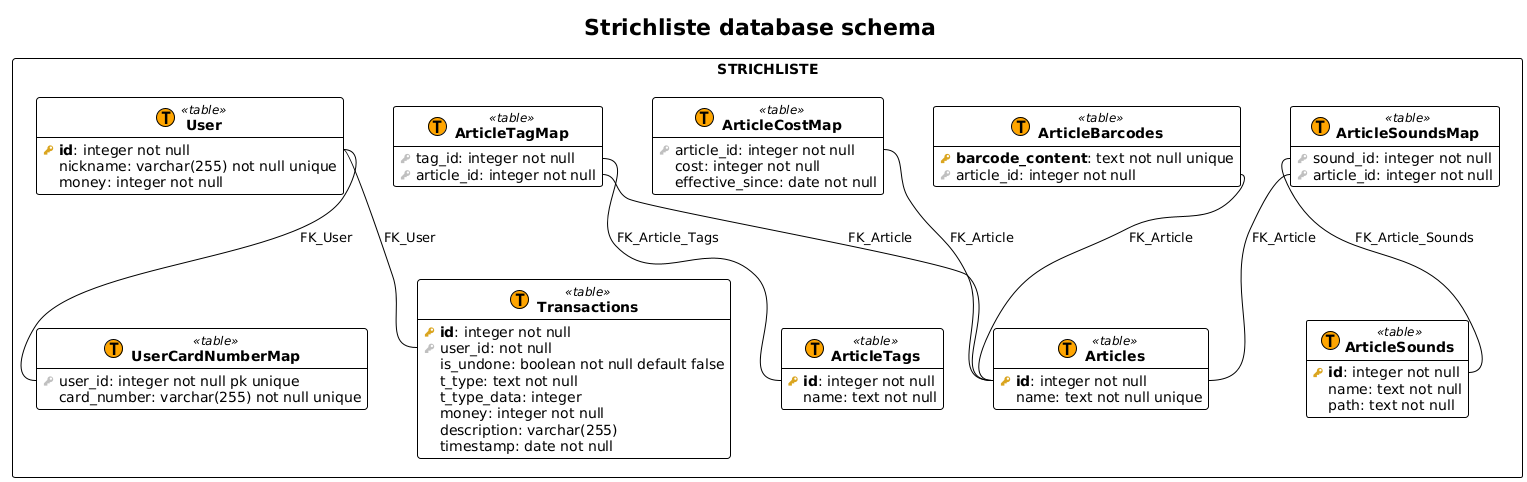 Strichliste database schema
STRICHLISTE
T «table»
User
id: integer not null
nickname: varchar(255) not null unique
money: integer not null
T «table»
ArticleTagMap
tag_id: integer not null
article_id: integer not null
T «table»
ArticleCostMap
article_id: integer not null
cost: integer not null
effective_since: date not null
T «table»
ArticleBarcodes
barcode_content: text not null unique
article_id: integer not null
T «table»
ArticleSoundsMap
sound_id: integer not null
article_id: integer not null
FK_User
FK_User
FK_Article_Tags
FK_Article
FK_Article
FK_Article
FK_Article
FK_Article_Sounds
T «table»
UserCardNumberMap
user_id: integer not null pk unique
card_number: varchar(255) not null unique
T «table»
Transactions
id: integer not null
user_id: not null
is_undone: boolean not null default false
t_type: text not null
t_type_data: integer
money: integer not null
description: varchar(255)
timestamp: date not null
T «table»
ArticleTags
id: integer not null
name: text not null
T «table»
Articles
id: integer not null
name: text not null unique
T «table»
ArticleSounds
id: integer not null
name: text not null
path: text not null